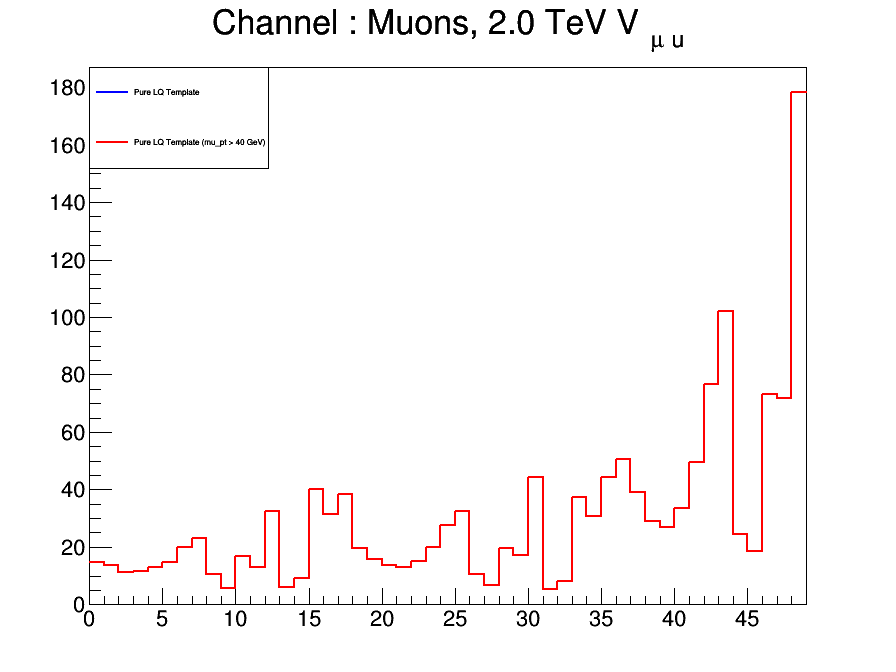 Channel : Muons, 2.0 TeV V μ u
Pure LQ Template
Pure LQ Template (mu_pt > 40 GeV)
180
160
140
120
100
80
60
40
20
0
0 5 10 15 20 25 30 35 40 45